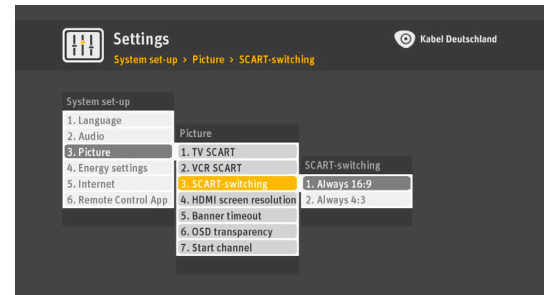 Settings
Kabel Deutschland
System set-up > Picture > SCART-switching
System set-up
1. Language
2. Audio
3. Picture
4. Energy settings
5. Internet
6. Remote Control App
Picture
1. TV SCART
2. VCR SCART
3. SCART-switching
4. HDMI screen resolution
5. Banner timeout
6. OSD transparency
7. Start channel
SCART-switching
1. Always 16:9
2. Always 4:3